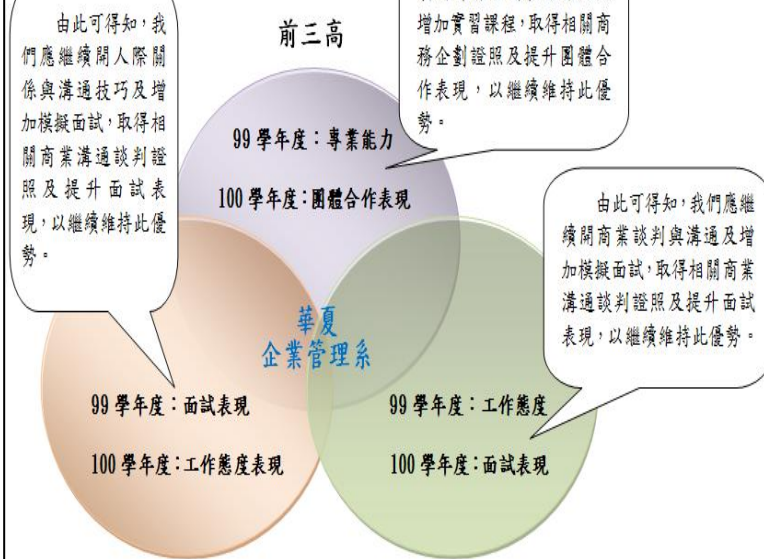 由此可得知，我
們應繼續開人際關
係與溝通技巧及增
加模擬面試，取得相
關商業溝通談判證
照及提升面試表
現，以繼續維持此優
勢。
前三高
增加實習課程，取得相關商
務企劃證照及提升團體合
作表現，以繼續維持此優
勢。
99 學年度：專業能力
100 學年度：團體合作表現
由此可得知，我們應繼
續開商業談判與溝通及增
加模擬面試，取得相關商業
溝通談判證照及提升面試
表現，以繼續維持此優勢。
華夏
企業管理系
99 學年度：面試表現
100 學年度：工作態度表現
99 學年度：工作態度
100 學年度：面試表現